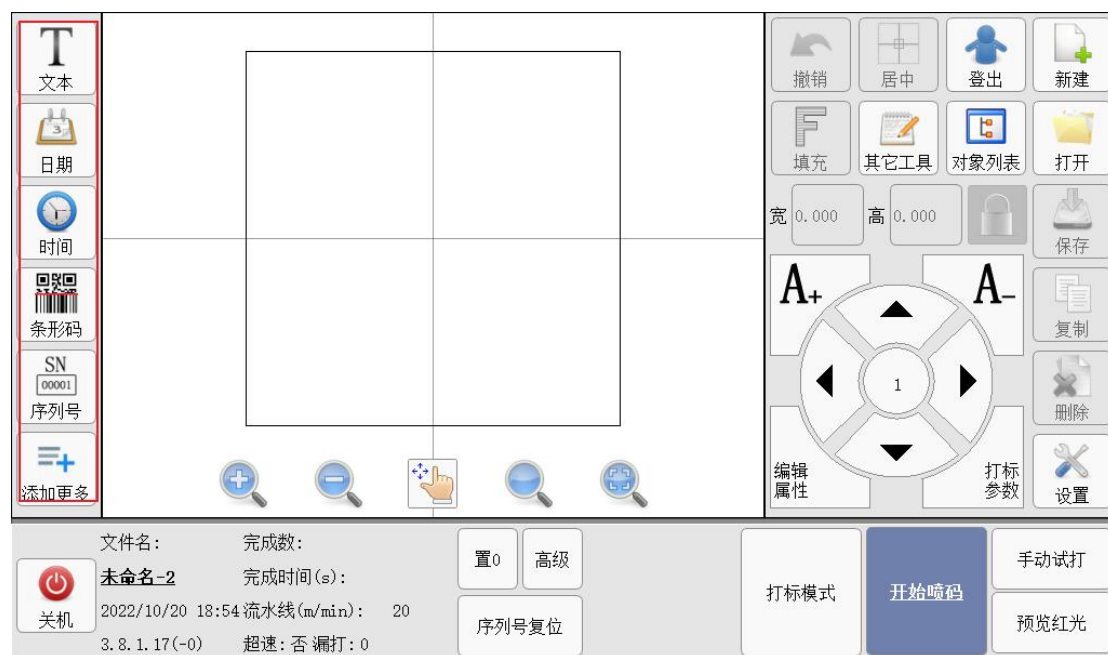 文本
日期
3
时间
条形码
SN
00001
序列号
添加更多
撤销
居中
登出
新建
填充
其它工具
对象列表
打开
宽 0.000
高 0.000
保存
A+
A-
复制
1
删除
编辑
属性
打标
参数
设置
关机
文件名:
未命名-2
2022/10/20 18:54
3.8.1.17(-0)
完成数:
完成时间(s):
流水线(m/min): 20
超速:否 漏打:0
置0
高级
序列号复位
打标模式
开始喷码
手动试打
预览红光